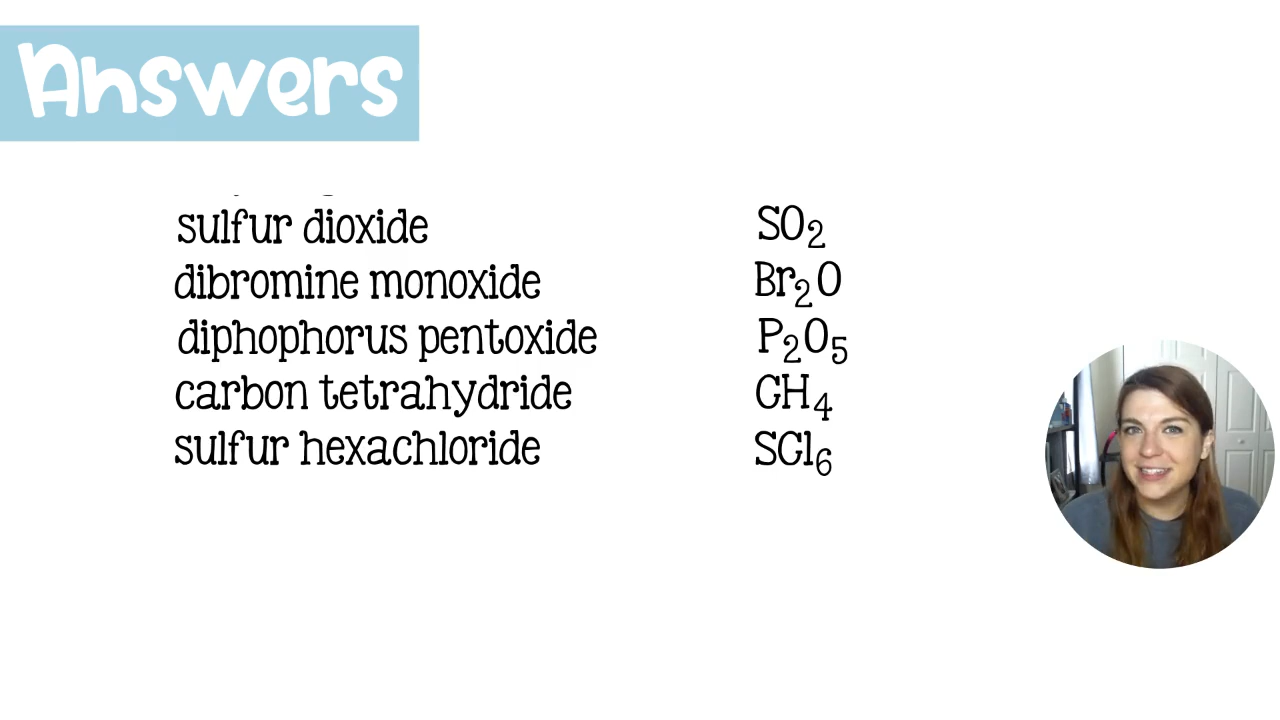 Answers
sulfur dioxide SO₂
dibromine monoxide Br₂O
diphophorus pentoxide P₂O₅
carbon tetrahydride CH₄
sulfur hexachloride SCl₆